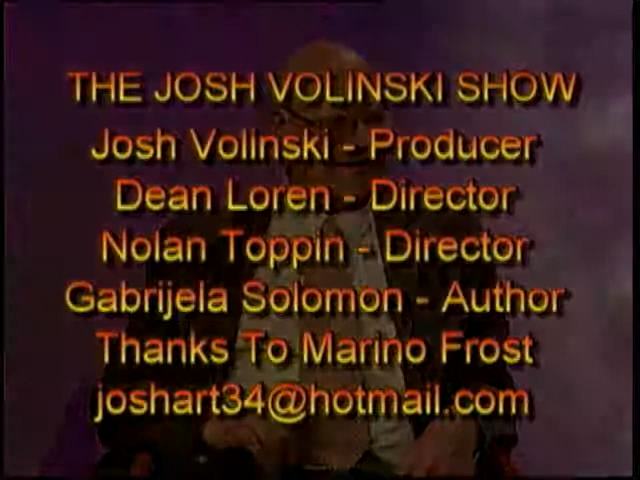 THE JOSH VOLINSKI SHOW
Josh Volinski - Producer
Dean Loren - Director
Nolan Toppin - Director
Gabrijela Solomon - Author
Thanks To Marino Frost
joshart34@hotmail.com